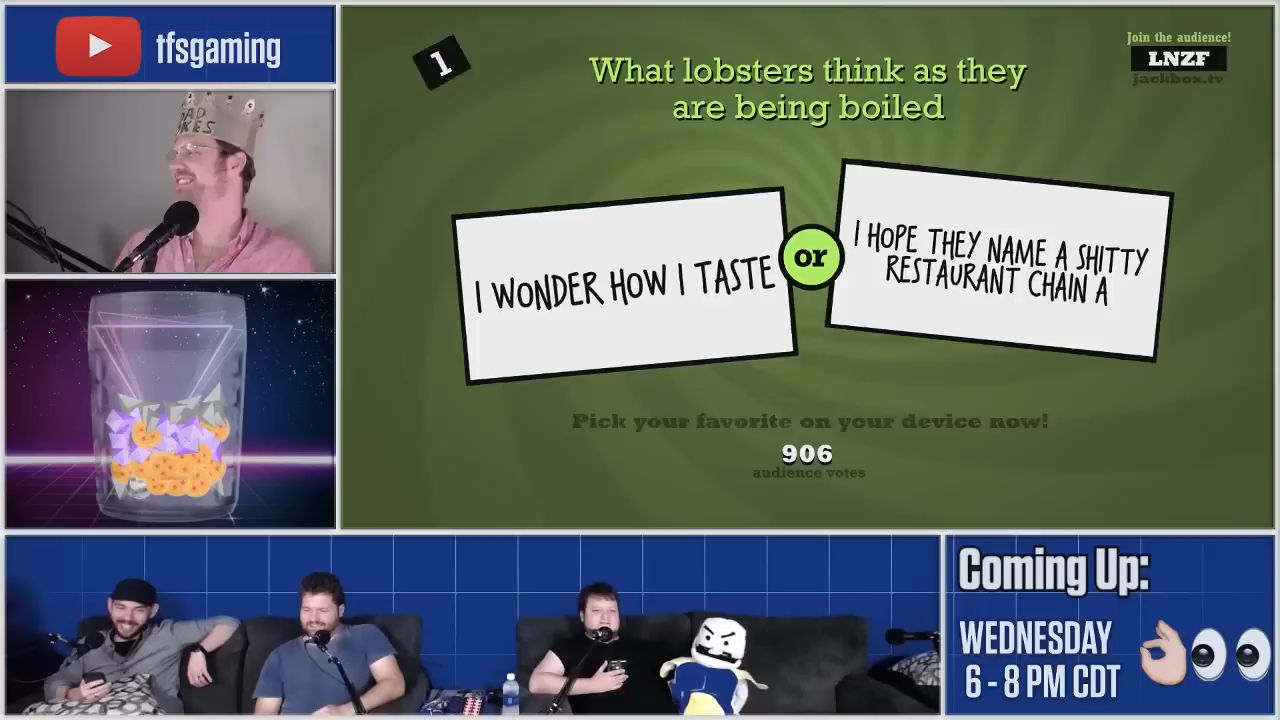 tfsgaming
DAD
JOKES
1
What lobsters think as they
are being boiled
Join the audience!
LNZF
jackbox.tv
I WONDER HOW I TASTE
or
I HOPE THEY NAME A SHITTY
RESTAURANT CHAIN A
Pick your favorite on your device now!
906
audience votes
Coming Up:
WEDNESDAY
6 - 8 PM CDT